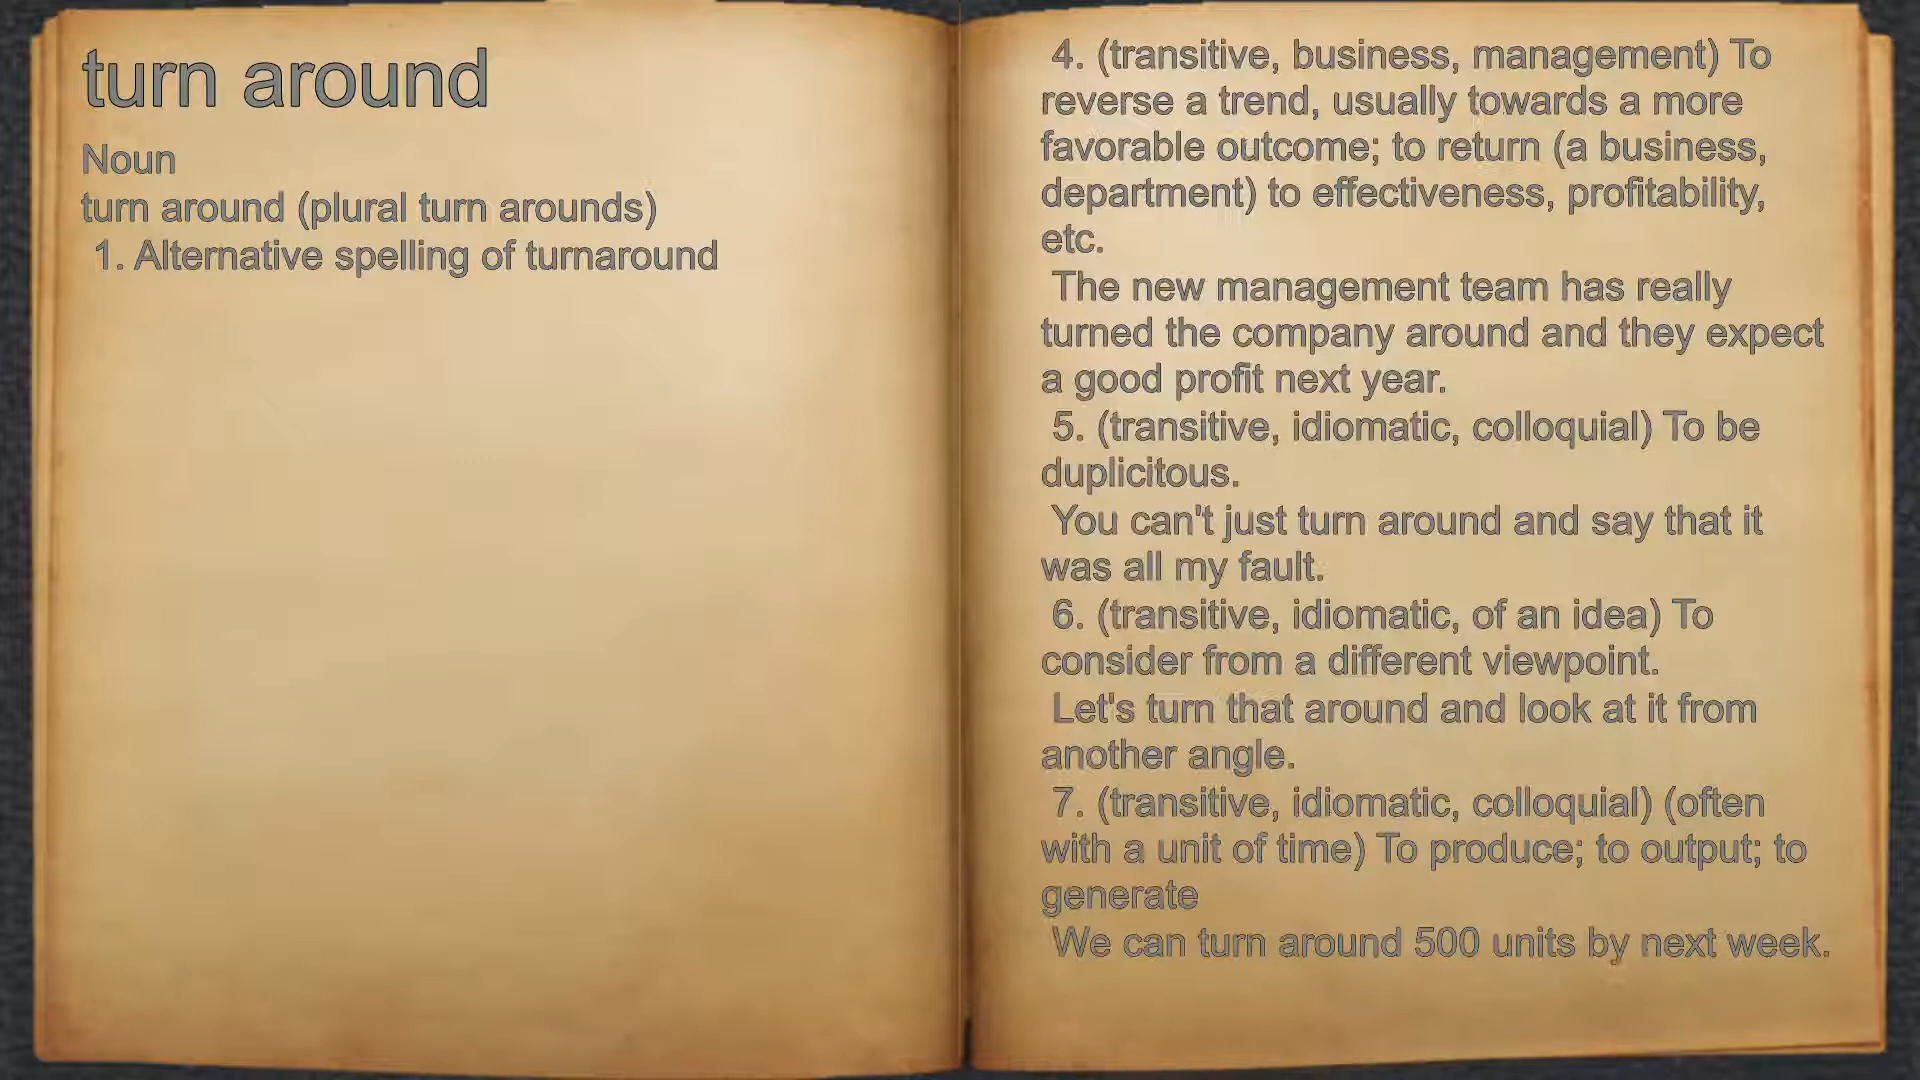 turn around
Noun
turn around (plural turn arounds)
1. Alternative spelling of turnaround
4. (transitive, business, management) To
reverse a trend, usually towards a more
favorable outcome; to return (a business,
department) to effectiveness, profitability,
etc.
The new management team has really
turned the company around and they expect
a good profit next year.
5. (transitive, idiomatic, colloquial) To be
duplicitous.
You can't just turn around and say that it
was all my fault.
6. (transitive, idiomatic, of an idea) To
consider from a different viewpoint.
Let's turn that around and look at it from
another angle.
7. (transitive, idiomatic, colloquial) (often
with a unit of time) To produce; to output; to
generate
We can turn around 500 units by next week.